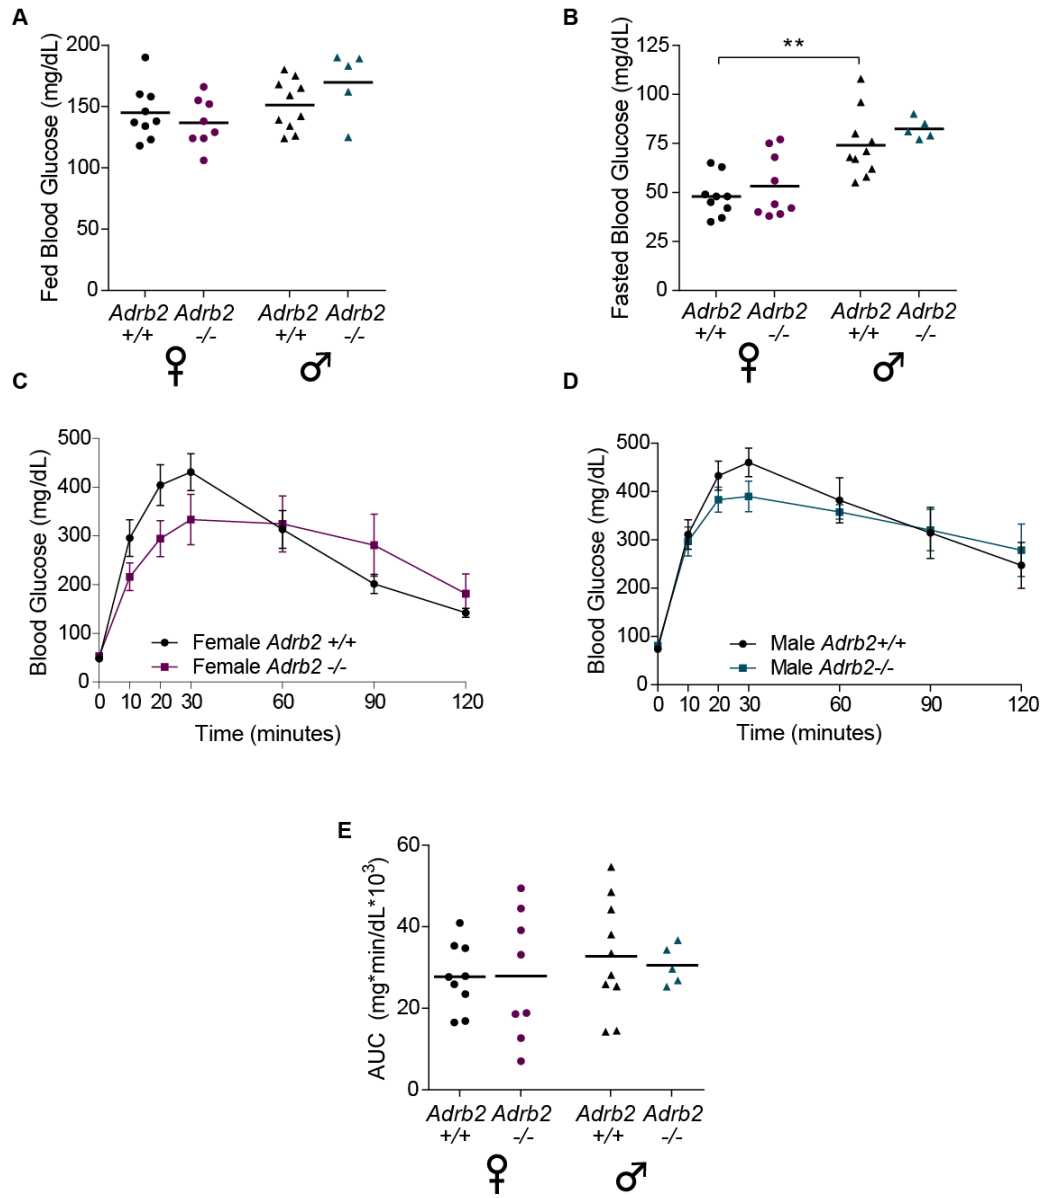 A
Fed Blood Glucose (mg/dL)
200
150
100
50
0
Adrb2 Adrb2 Adrb2 Adrb2
+/+ -/- +/+ -/-
♀ ♂
B
Fasted Blood Glucose (mg/dL)
125
100
75
50
25
0
**
Adrb2 Adrb2 Adrb2 Adrb2
+/+ -/- +/+ -/-
♀ ♂
C
Blood Glucose (mg/dL)
500
400
300
200
100
0
Female Adrb2 +/+
Female Adrb2 -/-
0 10 20 30 60 90 120
Time (minutes)
D
Blood Glucose (mg/dL)
500
400
300
200
100
0
Male Adrb2+/+
Male Adrb2-/-
0 10 20 30 60 90 120
Time (minutes)
E
AUC (mg*min/dL*10³)
60
40
20
0
Adrb2 Adrb2 Adrb2 Adrb2
+/+ -/- +/+ -/-
♀ ♂